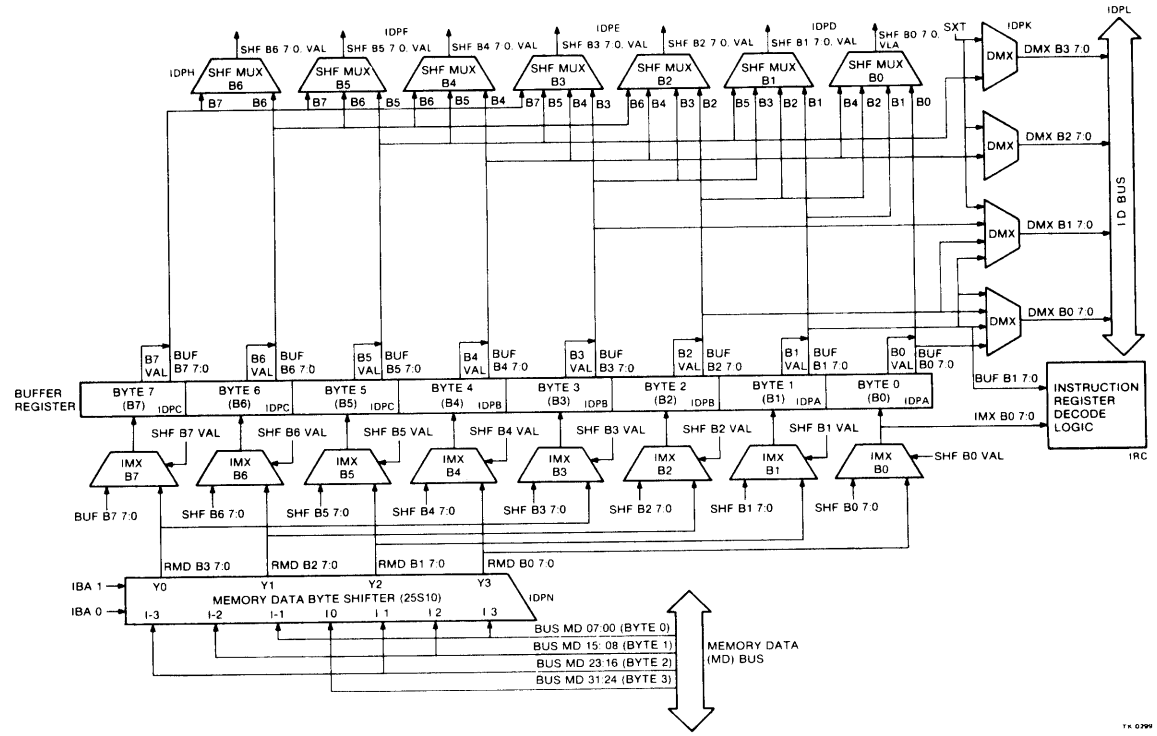 IDPL
IDPF
IDPE
IDPD
SXT
IDPK
SHF B6 7:0, VAL
SHF B5 7:0, VAL
SHF B4 7:0, VAL
SHF B3 7:0, VAL
SHF B2 7:0, VAL
SHF B1 7:0, VAL
SHF B0 7:0,
VLA
IDPH
SHF MUX
B6
SHF MUX
B5
SHF MUX
B4
SHF MUX
B3
SHF MUX
B2
SHF MUX
B1
SHF MUX
B0
DMX
DMX B3 7:0
B7 B6 B7 B6 B5 B6 B5 B4 B7 B5 B4 B3 B6 B4 B3 B2 B5 B3 B2 B1 B4 B2 B1 B0
DMX
DMX B2 7:0
ID BUS
DMX
DMX B1 7:0
DMX
DMX B0 7:0
B7
VAL
BUF
B7 7:0
B6
VAL
BUF
B6 7:0
B5
VAL
BUF
B5 7:0
B4
VAL
BUF
B4 7:0
B3
VAL
BUF
B3 7:0
B2
VAL
BUF
B2 7:0
B1
VAL
BUF
B1 7:0
B0
VAL
BUF
B0 7:0
BUFFER
REGISTER
BYTE 7
(B7)
IDPC
BYTE 6
(B6)
IDPC
BYTE 5
(B5)
IDPC
BYTE 4
(B4)
IDPB
BYTE 3
(B3)
IDPB
BYTE 2
(B2)
IDPB
BYTE 1
(B1)
IDPA
BYTE 0
(B0)
IDPA
BUF B1 7:0
IMX B0 7:0
INSTRUCTION
REGISTER
DECODE
LOGIC
IRC
SHF B7 VAL
SHF B6 VAL
SHF B5 VAL
SHF B4 VAL
SHF B3 VAL
SHF B2 VAL
SHF B1 VAL
SHF B0 VAL
IMX
B7
IMX
B6
IMX
B5
IMX
B4
IMX
B3
IMX
B2
IMX
B1
IMX
B0
BUF B7 7:0
SHF B6 7:0
SHF B5 7:0
SHF B4 7:0
SHF B3 7:0
SHF B2 7:0
SHF B1 7:0
SHF B0 7:0
RMD B3 7:0
RMD B2 7:0
RMD B1 7:0
RMD B0 7:0
IBA 1
IBA 0
Y0 Y1 Y2 Y3
MEMORY DATA BYTE SHIFTER (25S10)
IDPN
I-3 I-2 I-1 I 0 I 1 I 2 I 3
BUS MD 07:00 (BYTE 0)
BUS MD 15:08 (BYTE 1)
BUS MD 23:16 (BYTE 2)
BUS MD 31:24 (BYTE 3)
MEMORY DATA
(MD) BUS
TK 0299